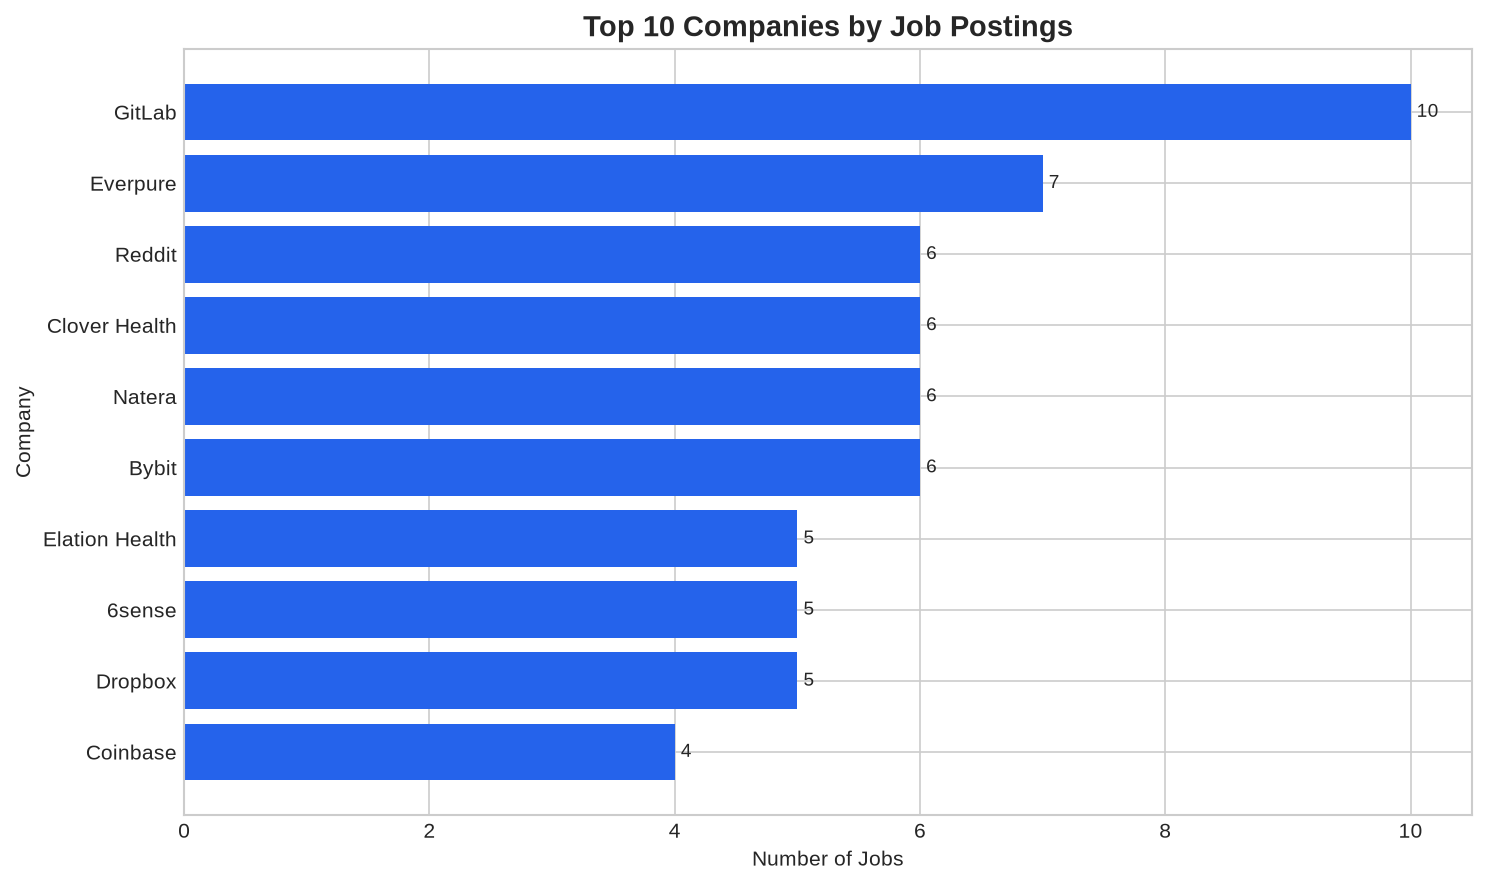 Top 10 Companies by Job Postings
GitLab 10
Everpure 7
Reddit 6
Clover Health 6
Natera 6
Bybit 6
Elation Health 5
6sense 5
Dropbox 5
Coinbase 4
Company
0 2 4 6 8 10
Number of Jobs